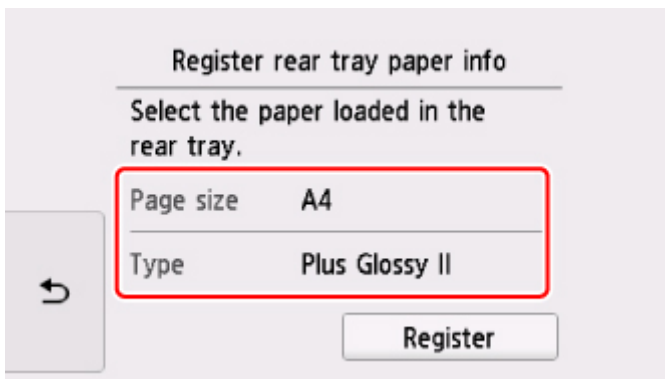 Register rear tray paper info
Select the paper loaded in the
rear tray.
Page size A4
Type Plus Glossy II
Register